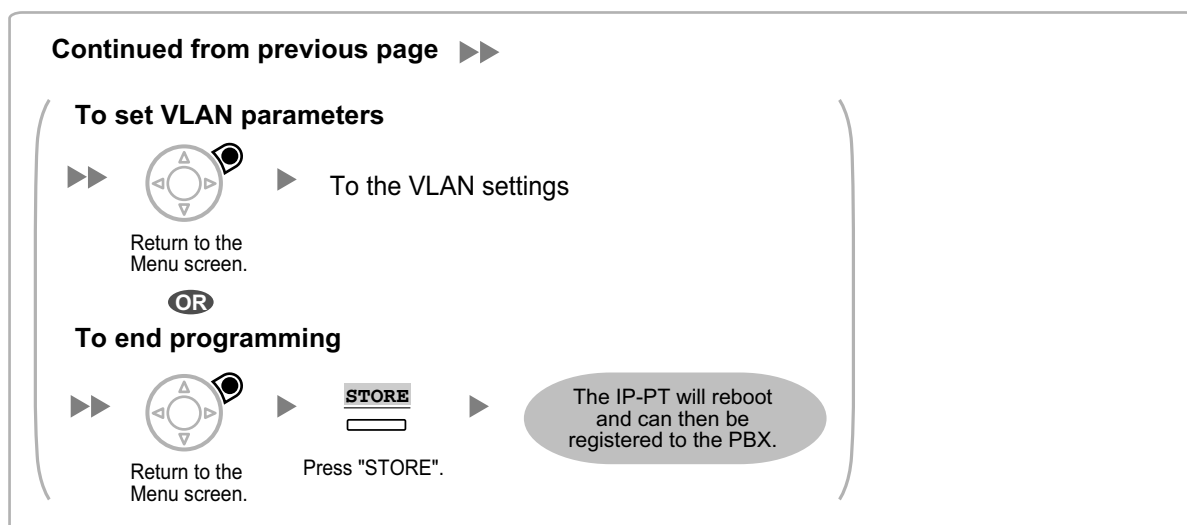 Continued from previous page
To set VLAN parameters
To the VLAN settings
Return to the
Menu screen.
OR
To end programming
STORE
The IP-PT will reboot
and can then be
registered to the PBX.
Return to the
Menu screen.
Press "STORE".